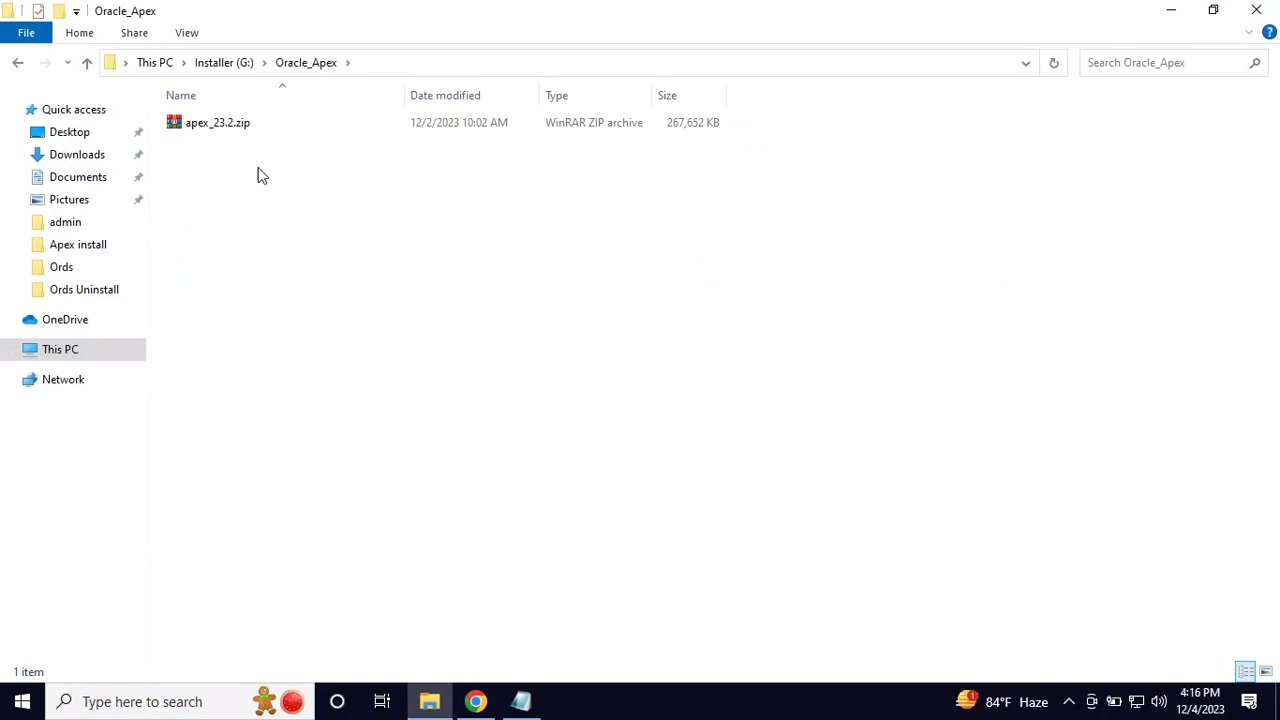 Oracle_Apex
File Home Share View
This PC Installer (G:) Oracle_Apex
Search Oracle_Apex
Name Date modified Type Size
apex_23.2.zip 12/2/2023 10:02 AM WinRAR ZIP archive 267,652 KB
Quick access
Desktop
Downloads
Documents
Pictures
admin
Apex install
Ords
Ords Uninstall
OneDrive
This PC
Network
1 item
Type here to search
84°F Haze
4:16 PM
12/4/2023